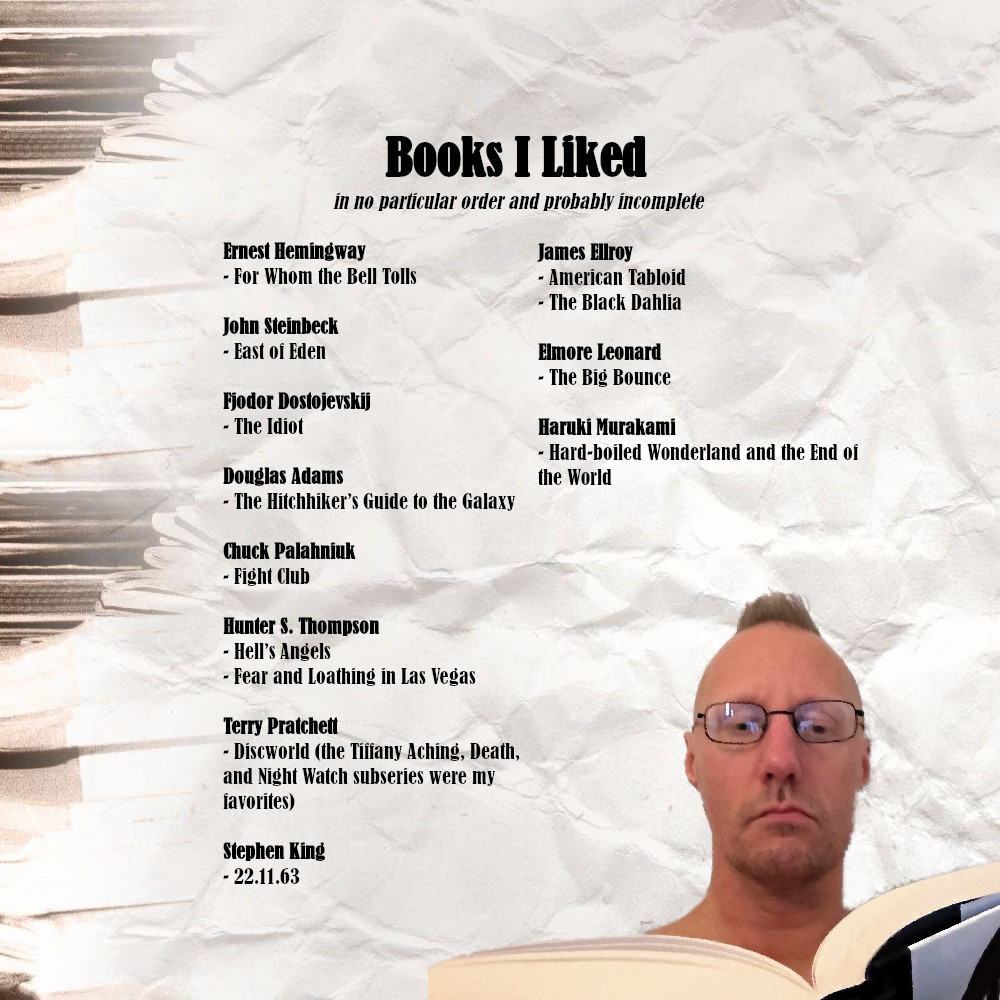 Books I Liked
in no particular order and probably incomplete
Ernest Hemingway
- For Whom the Bell Tolls
John Steinbeck
- East of Eden
Fjodor Dostojevskij
- The Idiot
Douglas Adams
- The Hitchhiker's Guide to the Galaxy
Chuck Palahniuk
- Fight Club
Hunter S. Thompson
- Hell's Angels
- Fear and Loathing in Las Vegas
Terry Pratchett
- Discworld (the Tiffany Aching, Death,
and Night Watch subseries were my
favorites)
Stephen King
- 22.11.63
James Ellroy
- American Tabloid
- The Black Dahlia
Elmore Leonard
- The Big Bounce
Haruki Murakami
- Hard-boiled Wonderland and the End of
the World